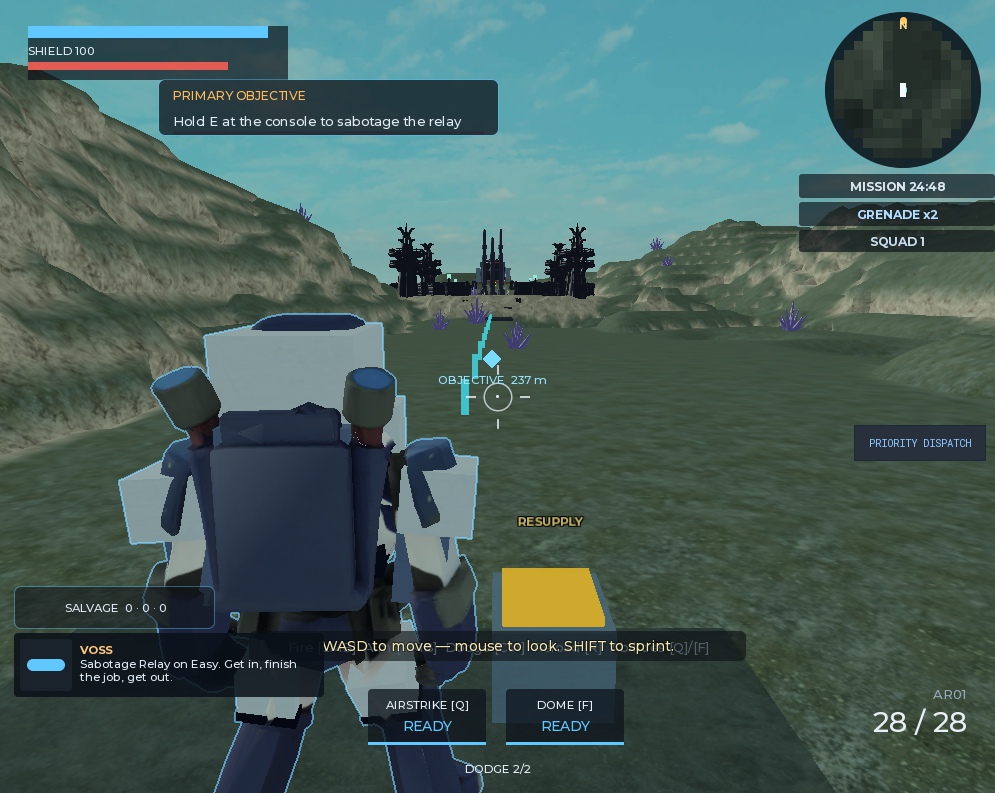 SHIELD 100
PRIMARY OBJECTIVE
Hold E at the console to sabotage the relay
N
MISSION 24:48
GRENADE x2
SQUAD 1
OBJECTIVE 237 m
PRIORITY DISPATCH
RESUPPLY
SALVAGE 0 · 0 · 0
VOSS
Sabotage Relay on Easy. Get in, finish
the job, get out.
WASD to move — mouse to look. SHIFT to sprint.
AIRSTRIKE [Q]
READY
DOME [F]
READY
DODGE 2/2
AR01
28 / 28